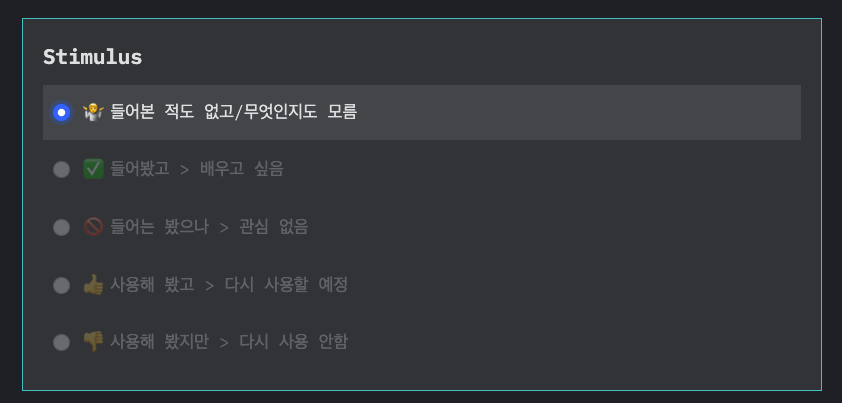 Stimulus
🤷 들어본 적도 없고/무엇인지도 모름
✅ 들어봤고 > 배우고 싶음
🚫 들어는 봤으나 > 관심 없음
👍 사용해 봤고 > 다시 사용할 예정
👎 사용해 봤지만 > 다시 사용 안함